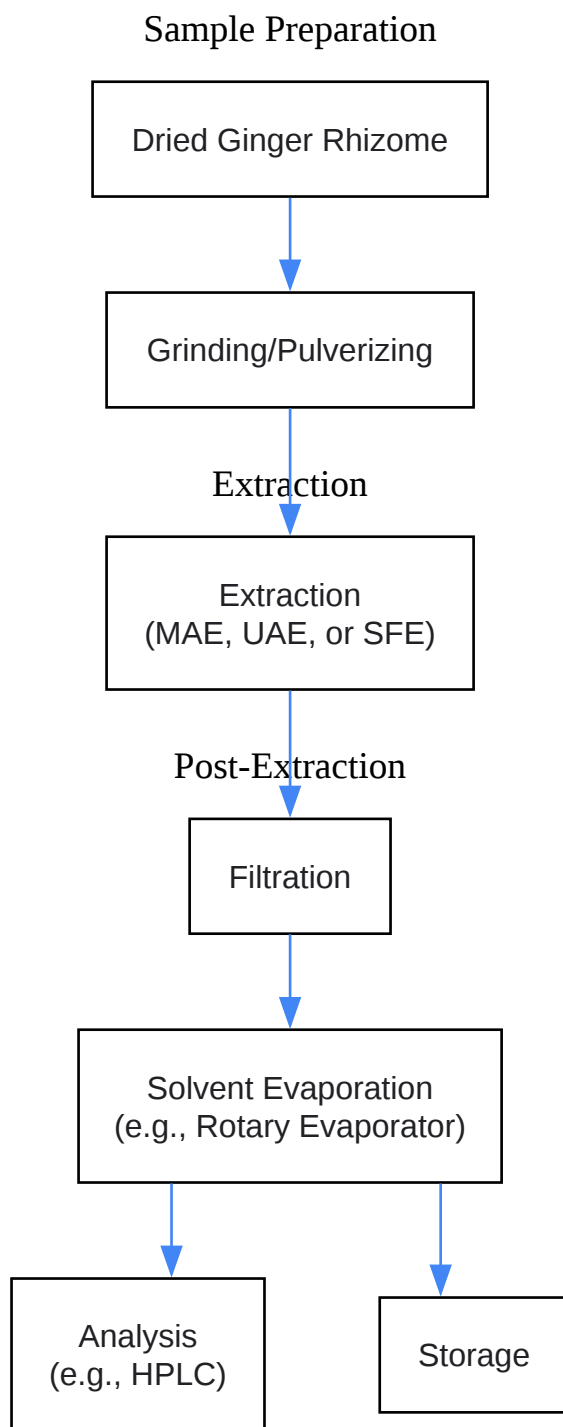 Sample Preparation
Dried Ginger Rhizome
Grinding/Pulverizing
Extraction
Extraction
(MAE, UAE, or SFE)
Post-Extraction
Filtration
Solvent Evaporation
(e.g., Rotary Evaporator)
Analysis
(e.g., HPLC)
Storage